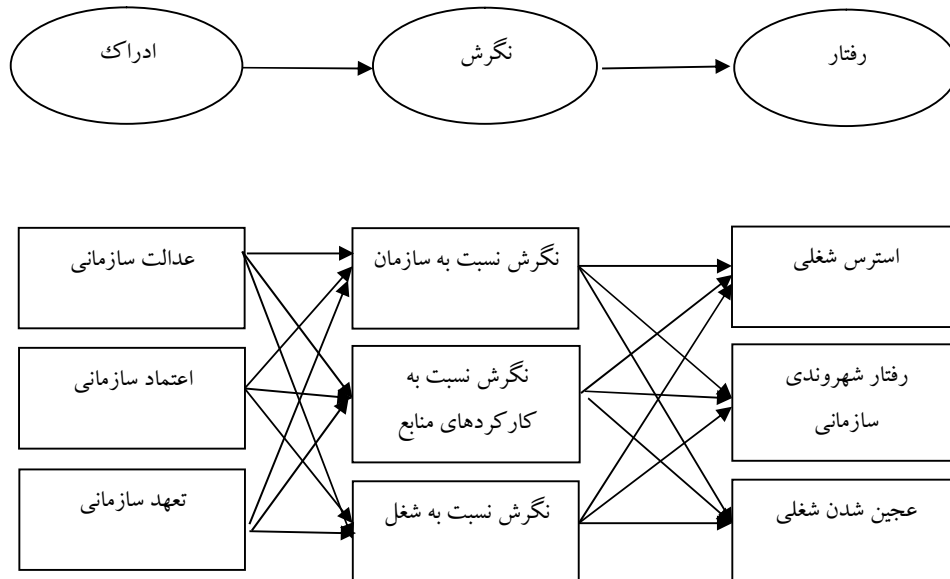 ادراک
نگرش
رفتار
عدالت سازمانی
نگرش نسبت به سازمان
استرس شغلی
اعتماد سازمانی
نگرش نسبت به
کارکردهای منابع
رفتار شهروندی
سازمانی
تعهد سازمانی
نگرش نسبت به شغل
عجین شدن شغلی